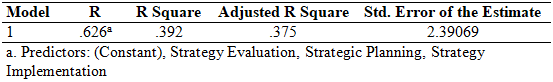 Model R R Square Adjusted R Square Std. Error of the Estimate
1 .626a .392 .375 2.39069
a. Predictors: (Constant), Strategy Evaluation, Strategic Planning, Strategy
Implementation